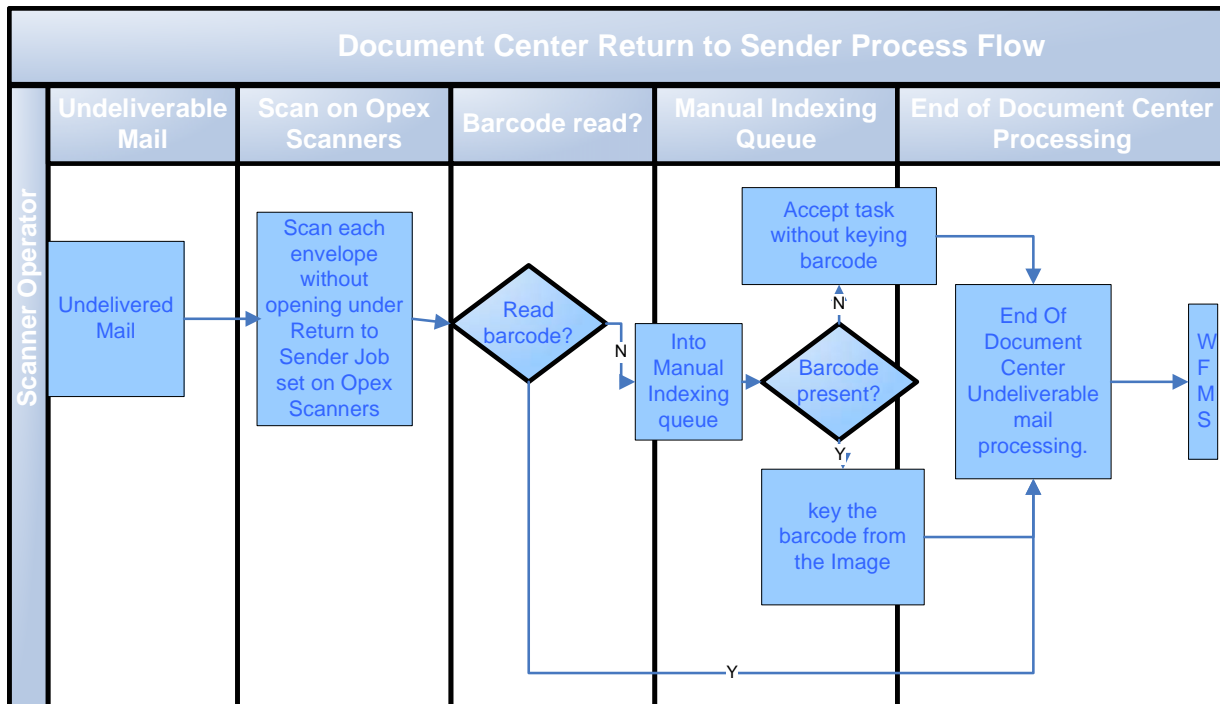 Document Center Return to Sender Process Flow
Undeliverable
Mail
Scan on Opex
Scanners
Barcode read?
Manual Indexing
Queue
End of Document Center
Processing
Scanner Operator
Undelivered
Mail
Scan each
envelope
without
opening under
Return to
Sender Job
set on Opex
Scanners
Read
barcode?
N
Into
Manual
Indexing
queue
Barcode
present?
N
Accept task
without keying
barcode
Y
key the
barcode from
the Image
Y
End Of
Document
Center
Undeliverable
mail
processing.
W
F
M
S